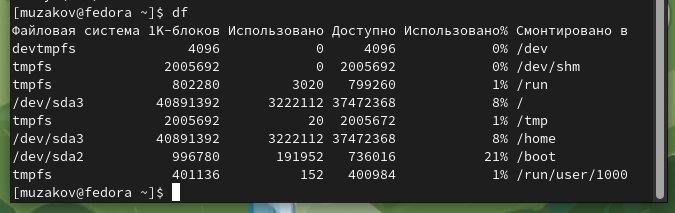 [muzakov@fedora ~]$ df
Файловая система 1K-блоков Использовано Доступно Использовано% Смонтировано в
devtmpfs 4096 0 4096 0% /dev
tmpfs 2005692 0 2005692 0% /dev/shm
tmpfs 802280 3020 799260 1% /run
/dev/sda3 40891392 3222112 37472368 8% /
tmpfs 2005692 20 2005672 1% /tmp
/dev/sda3 40891392 3222112 37472368 8% /home
/dev/sda2 996780 191952 736016 21% /boot
tmpfs 401136 152 400984 1% /run/user/1000
[muzakov@fedora ~]$